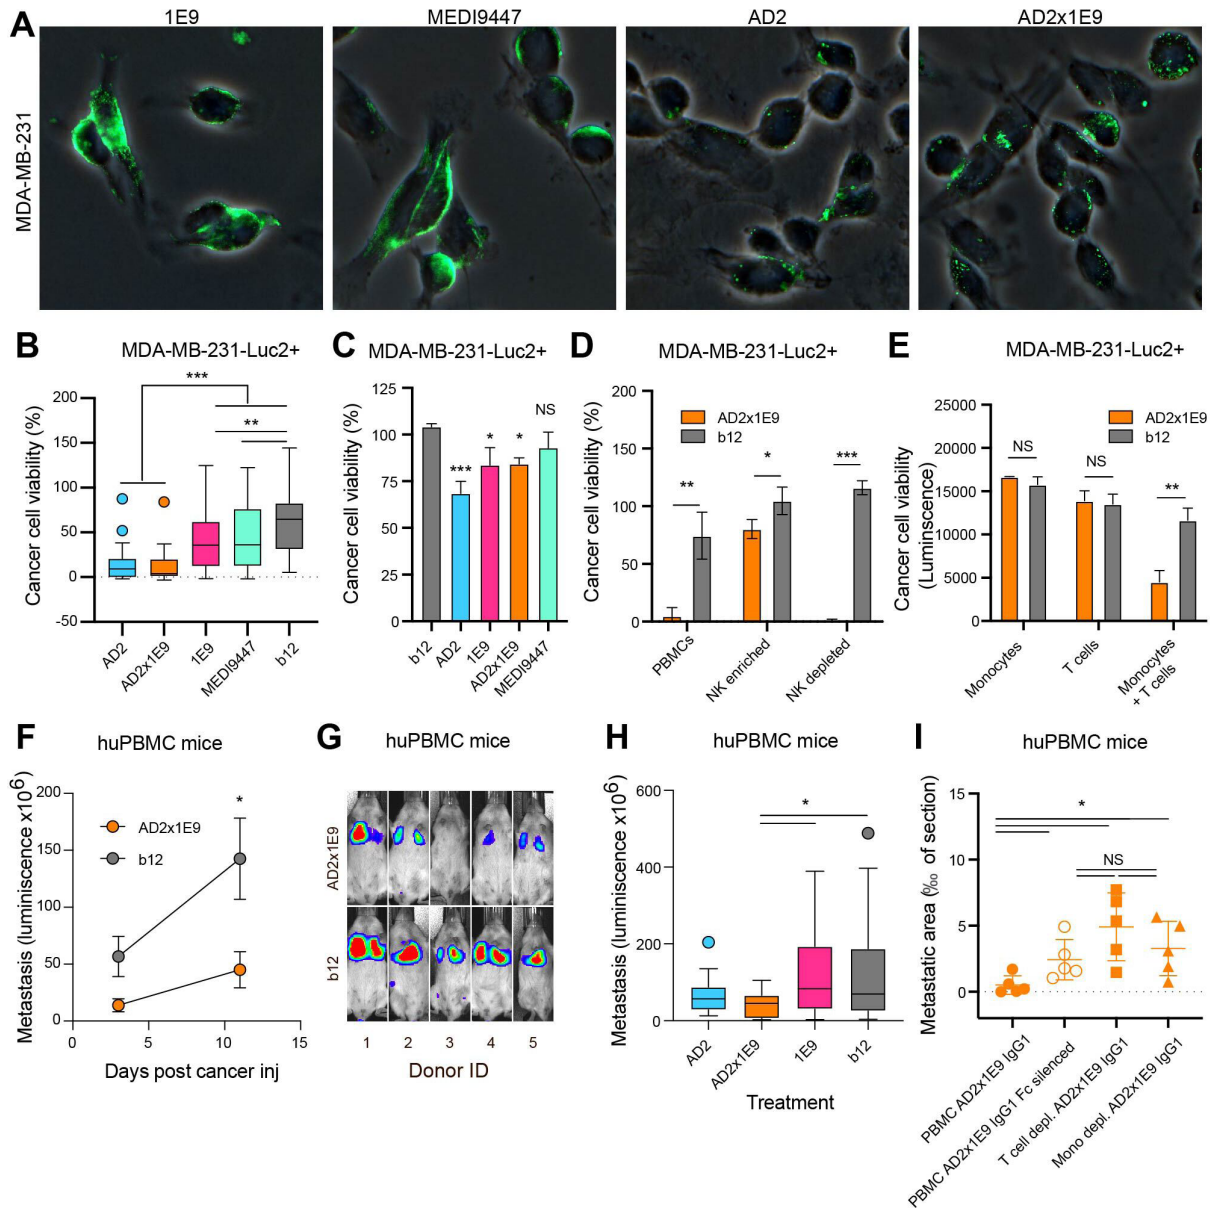 A
1E9
MEDI9447
AD2
AD2x1E9
MDA-MB-231
B
MDA-MB-231-Luc2+
Cancer cell viability (%)
200
150
100
50
0
-50
***
**
AD2
AD2x1E9
1E9
MEDI9447
b12
C
MDA-MB-231-Luc2+
Cancer cell viability (%)
125
100
75
50
25
0
***
*
*
NS
b12
AD2
1E9
AD2x1E9
MEDI9447
D
MDA-MB-231-Luc2+
Cancer cell viability (%)
200
150
100
50
0
AD2x1E9
b12
**
*
***
PBMCs
NK enriched
NK depleted
E
MDA-MB-231-Luc2+
Cancer cell viability
(Luminescence)
25000
20000
15000
10000
5000
0
AD2x1E9
b12
NS
NS
**
Monocytes
T cells
Monocytes
+ T cells
F
huPBMC mice
Metastasis (luminiscence x10⁶)
200
150
100
50
0
*
AD2x1E9
b12
0
5
10
15
Days post cancer inj
G
huPBMC mice
AD2x1E9
b12
1
2
3
4
5
Donor ID
H
huPBMC mice
Metastasis (luminiscence x10⁶)
600
400
200
0
*
AD2
AD2x1E9
1E9
b12
Treatment
I
huPBMC mice
Metastatic area (‰ of section)
15
10
5
0
*
NS
PBMC AD2x1E9 IgG1
PBMC AD2x1E9 IgG1 Fc silenced
T cell depl. AD2x1E9 IgG1
Mono depl. AD2x1E9 IgG1